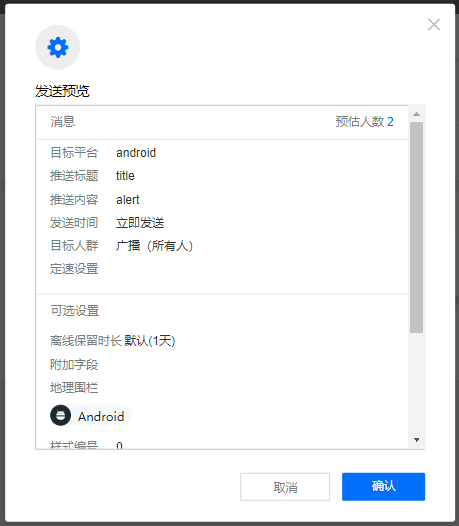 发送预览
消息 预估人数 2
目标平台 android
推送标题 title
推送内容 alert
发送时间 立即发送
目标人群 广播（所有人）
定速设置
可选设置
离线保留时长 默认(1天)
附加字段
地理围栏
Android
样式编号 0
取消 确认